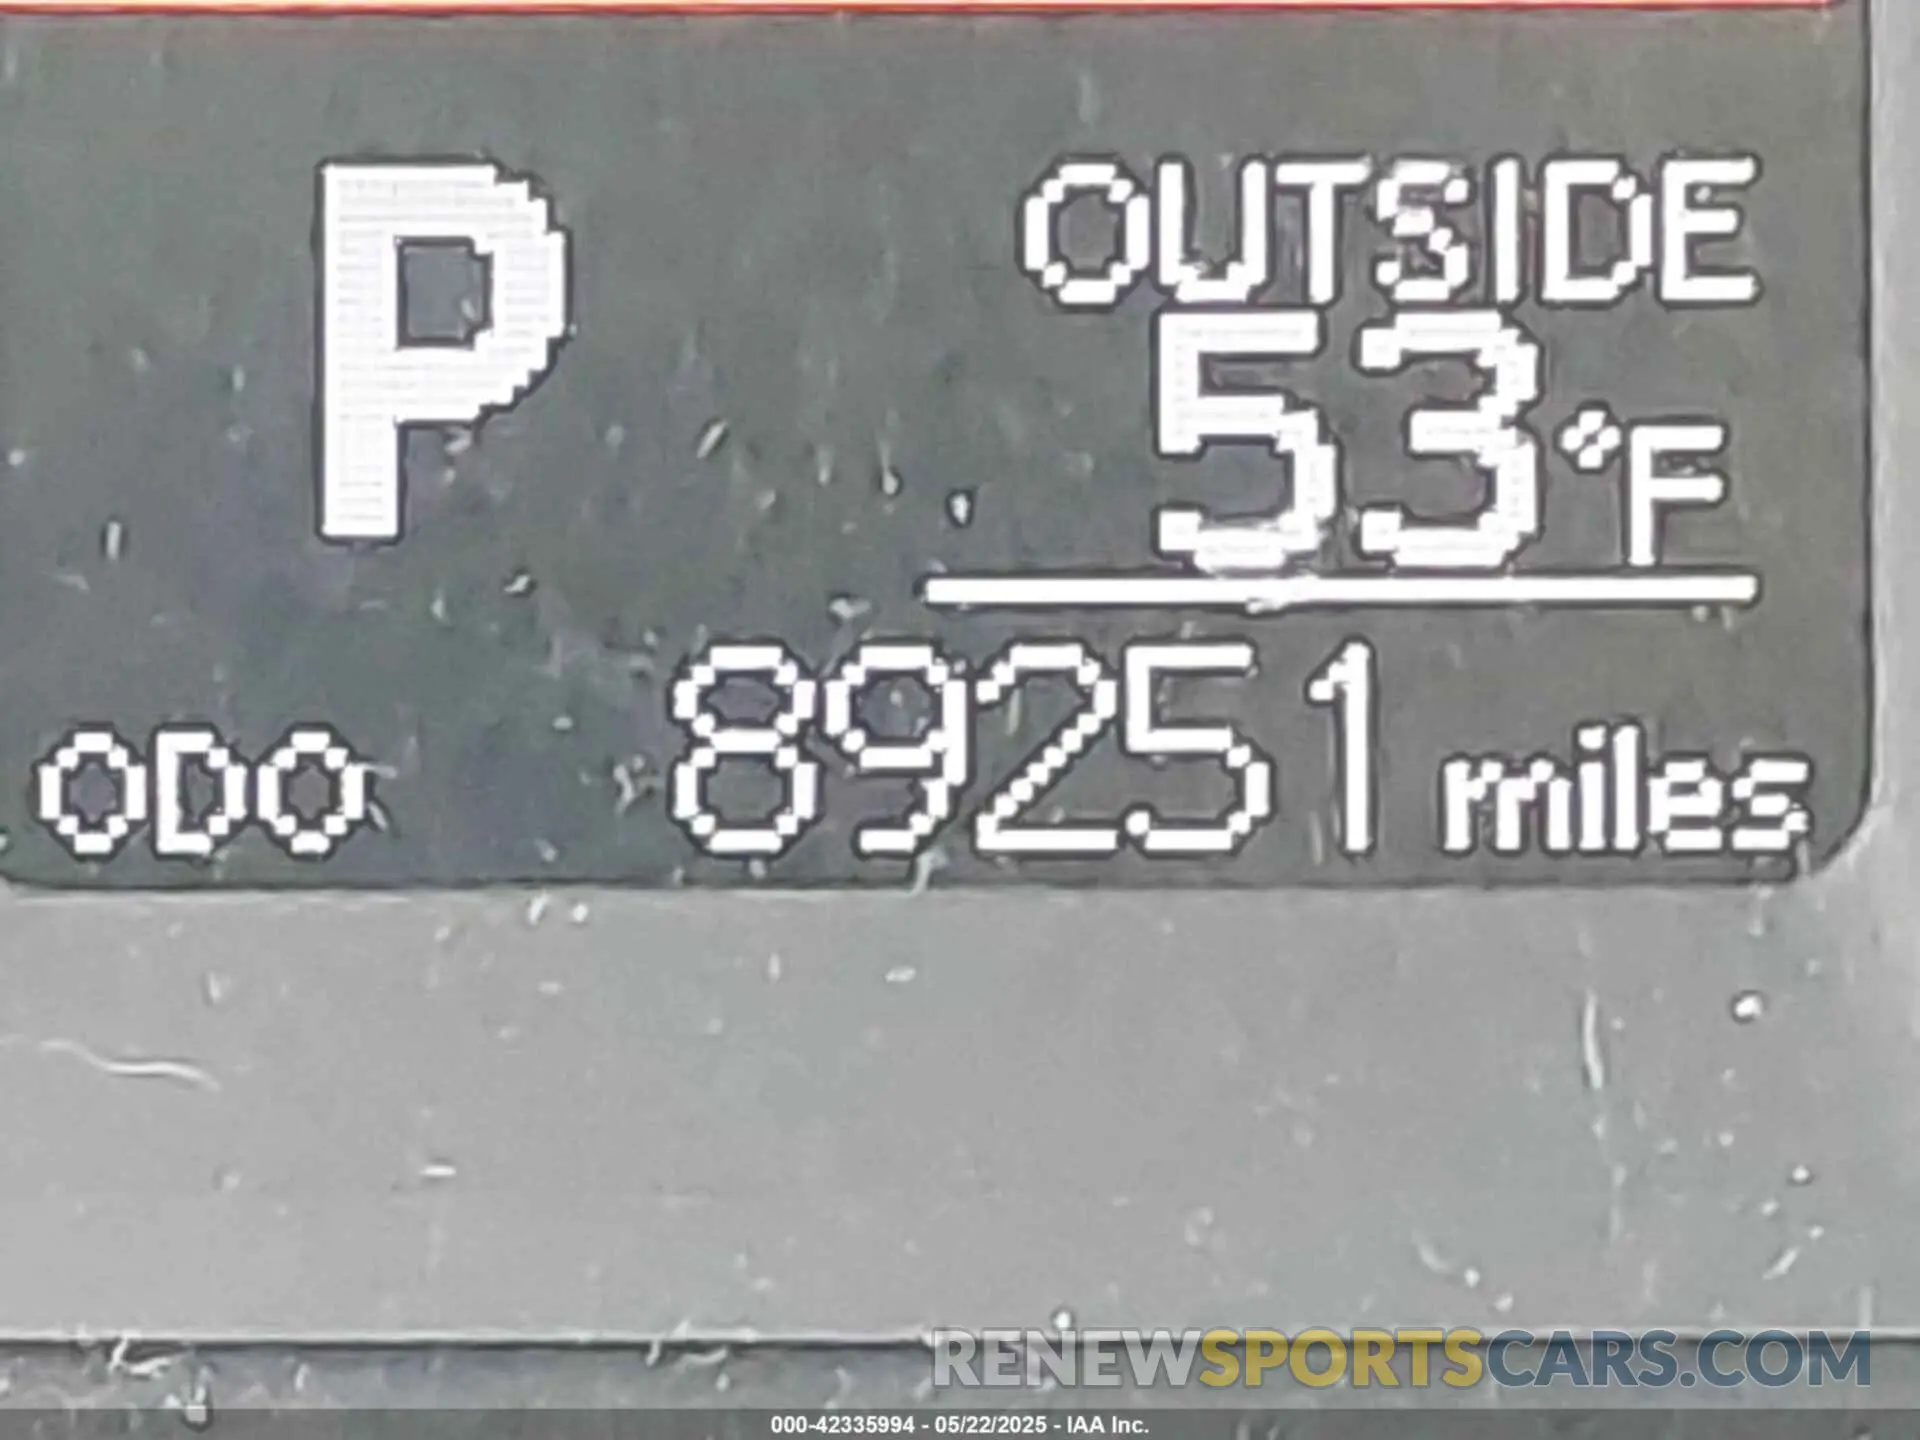 P
OUTSIDE
53°F
ODO 89251 miles
RENEWSPORTSCARS.COM
000-42335994 - 05/22/2025 - IAA Inc.